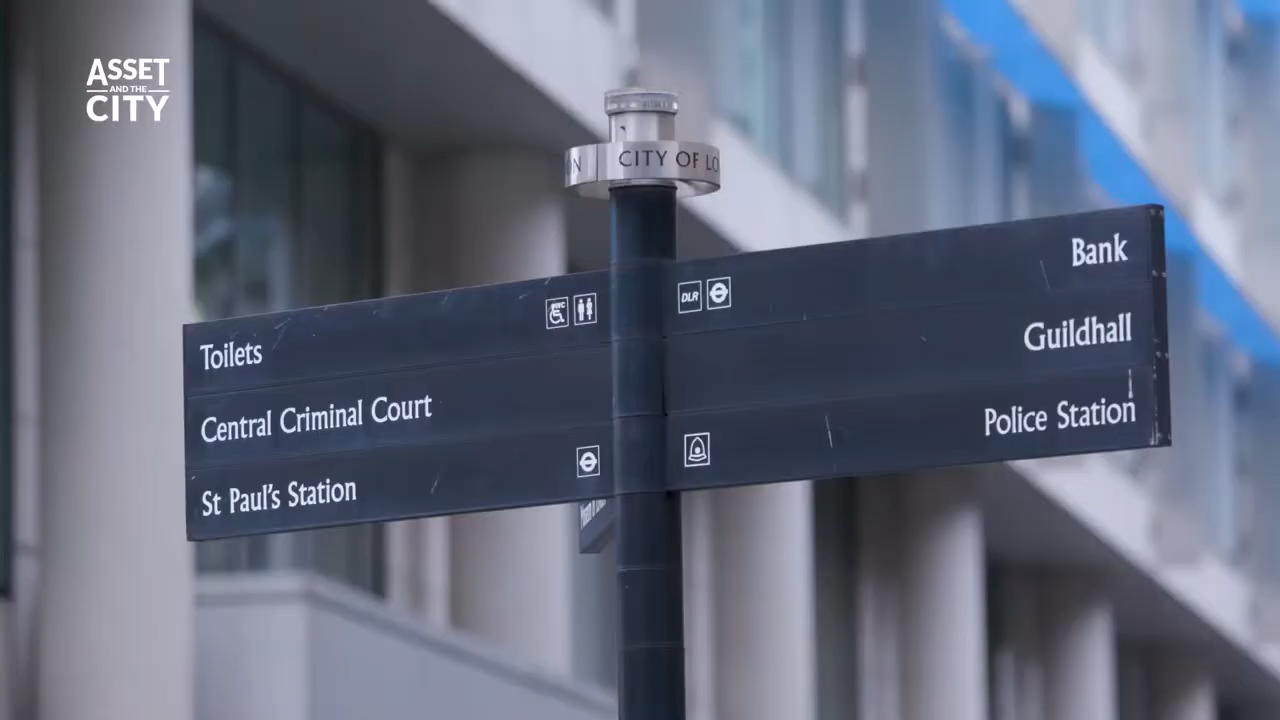 ASSET
AND THE
CITY
CITY OF LO
Toilets
Central Criminal Court
St Paul's Station
DLR
Bank
Guildhall
Police Station